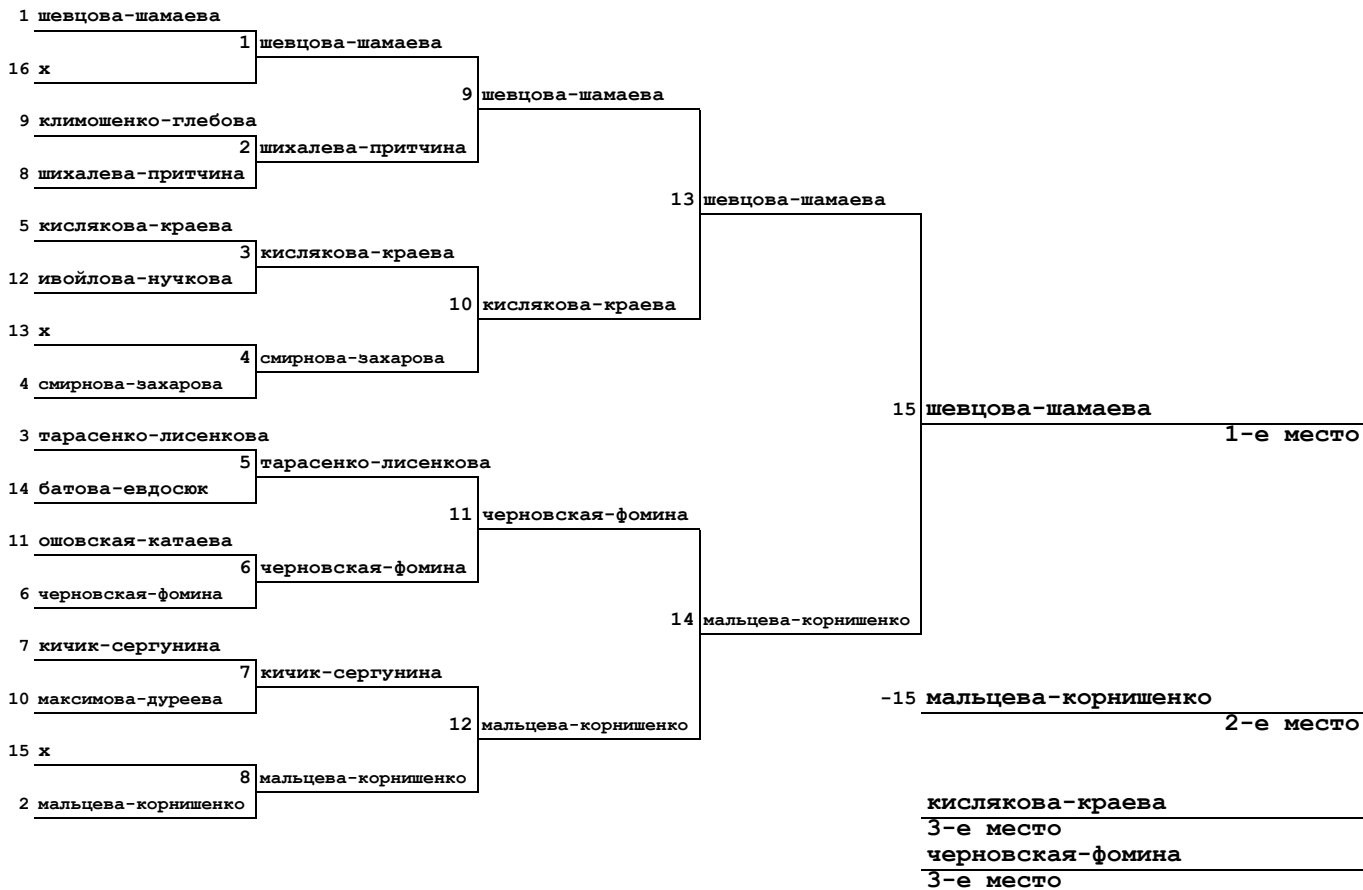 1 шевцова-шамаева
1 шевцова-шамаева
16 х
9 шевцова-шамаева
9 климошенко-глебова
2 шихалева-притчина
8 шихалева-притчина
13 шевцова-шамаева
5 кислякова-краева
3 кислякова-краева
12 ивойлова-нучкова
10 кислякова-краева
13 х
4 смирнова-захарова
4 смирнова-захарова
15 шевцова-шамаева
1-е место
3 тарасенко-лисенкова
5 тарасенко-лисенкова
14 батова-евдосюк
11 черновская-фомина
11 ошовская-катаева
6 черновская-фомина
6 черновская-фомина
14 мальцева-корнишенко
7 кичик-сергунина
7 кичик-сергунина
10 максимова-дуреева
-15 мальцева-корнишенко
2-е место
12 мальцева-корнишенко
15 х
8 мальцева-корнишенко
2 мальцева-корнишенко
кислякова-краева
3-е место
черновская-фомина
3-е место